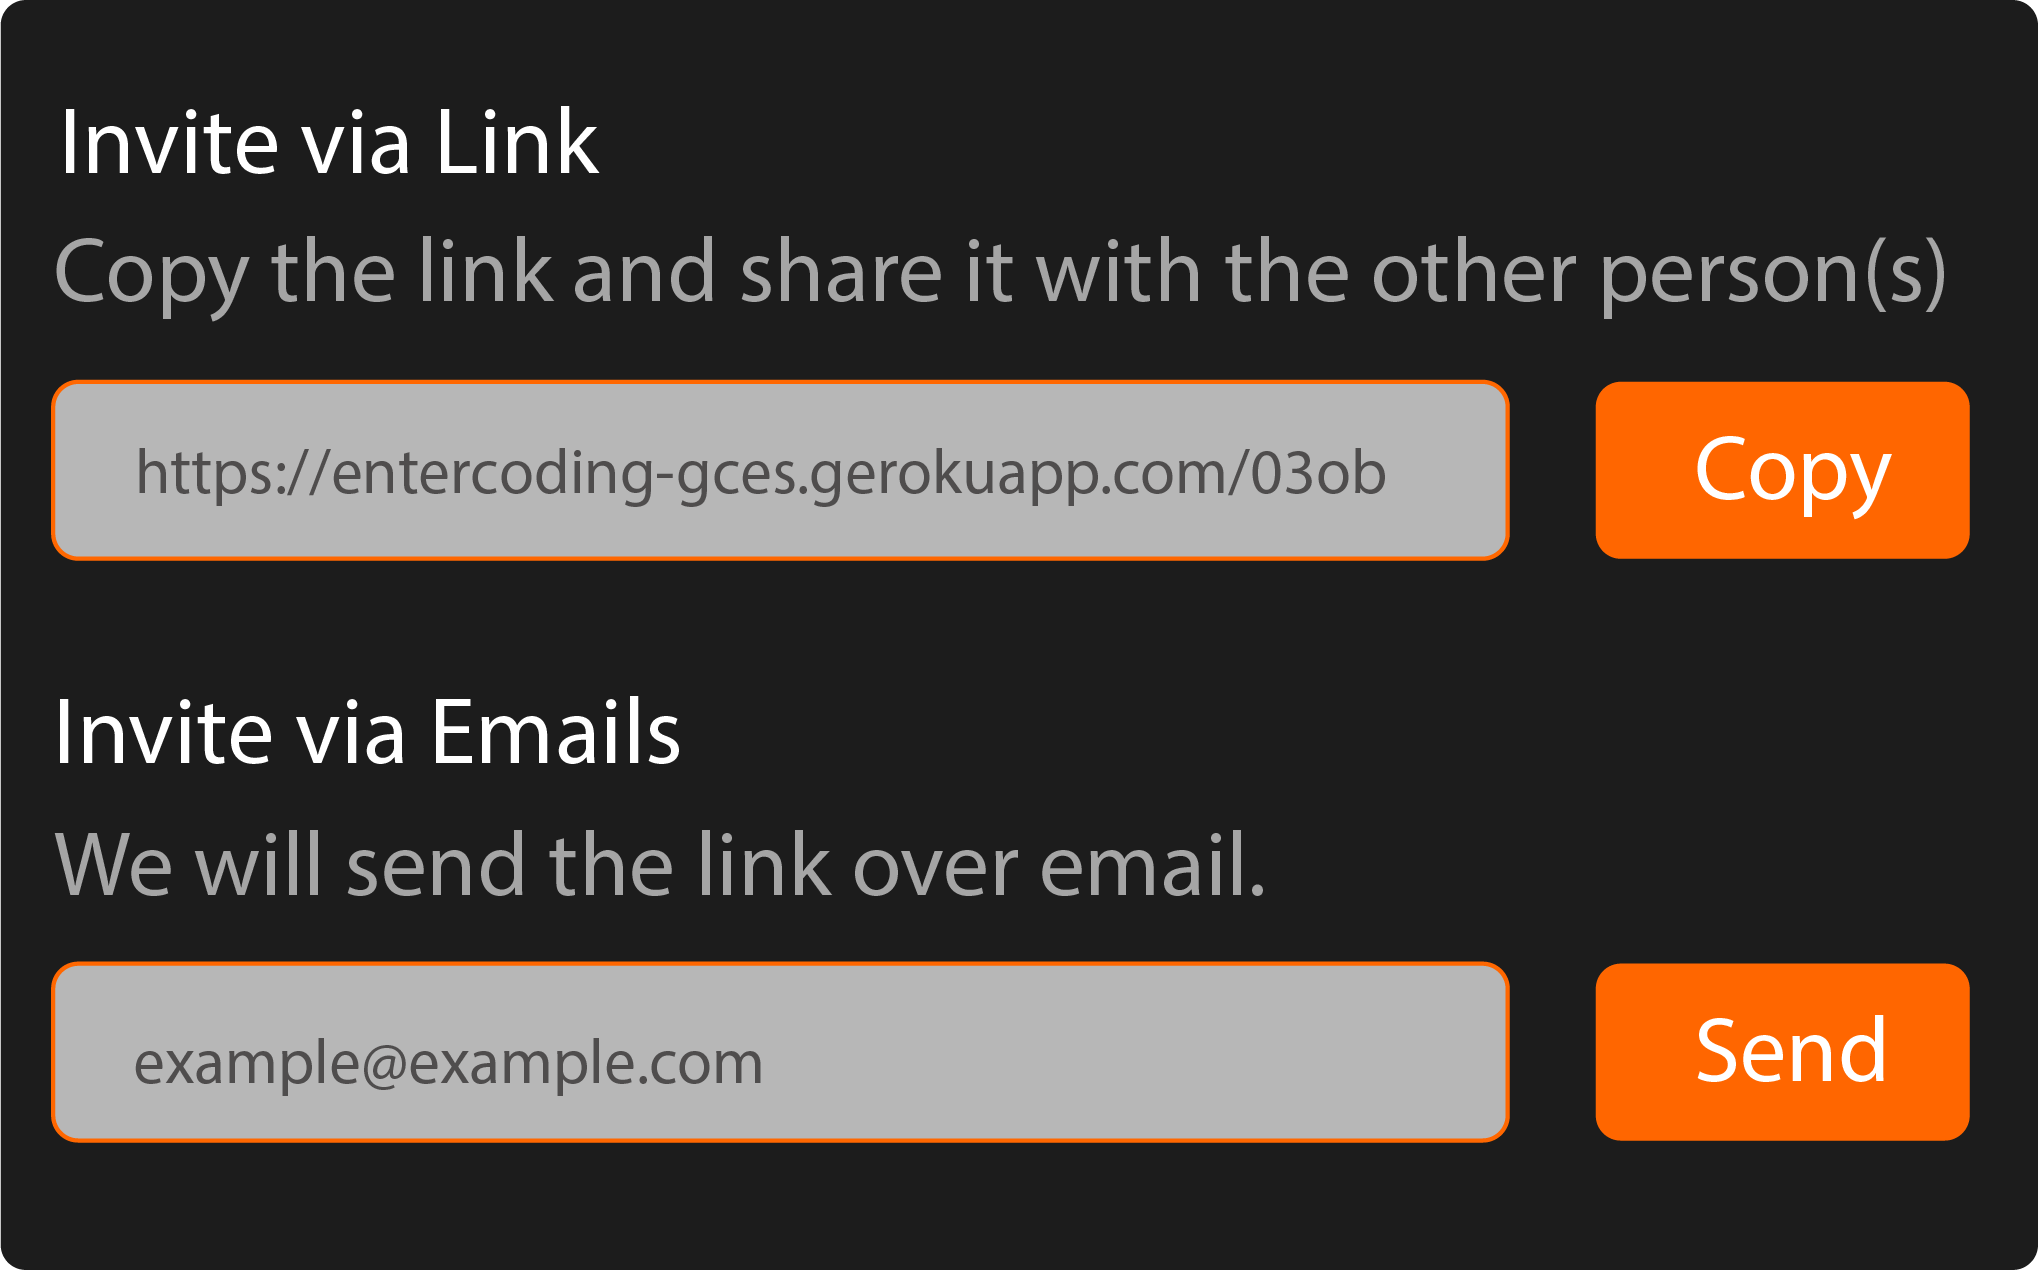 Invite via Link
Copy the link and share it with the other person(s)
https://entercoding-gces.gerokuapp.com/03ob
Copy
Invite via Emails
We will send the link over email.
example@example.com
Send